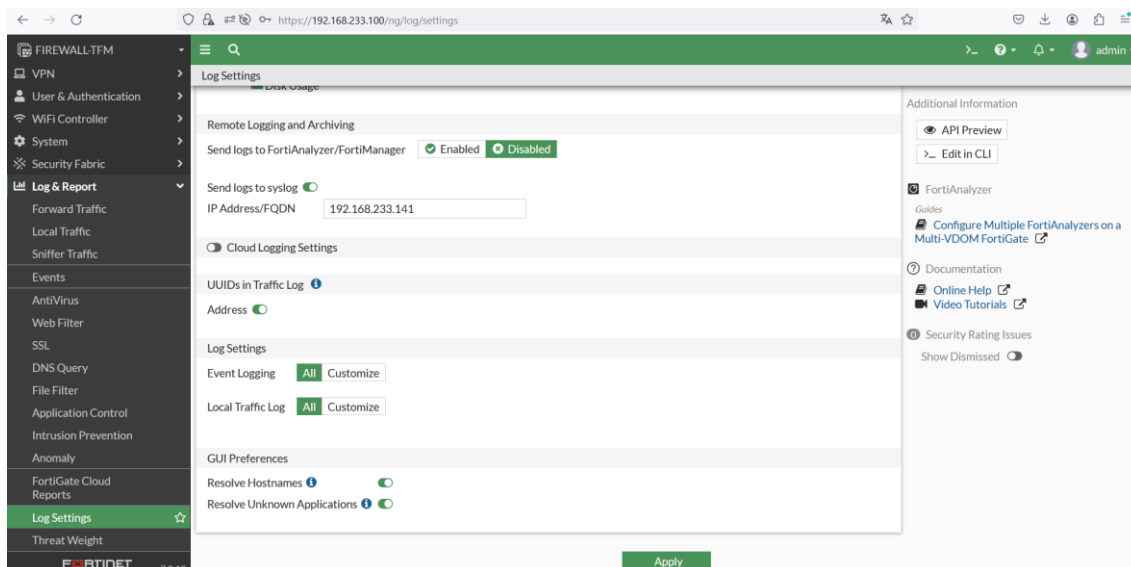 https://192.168.233.100/ng/log/settings
FIREWALL-TFM
admin
VPN
User & Authentication
WiFi Controller
System
Security Fabric
Log & Report
Forward Traffic
Local Traffic
Sniffer Traffic
Events
AntiVirus
Web Filter
SSL
DNS Query
File Filter
Application Control
Intrusion Prevention
Anomaly
FortiGate Cloud
Reports
Log Settings
Threat Weight
FORTINET
Log Settings
Disk Usage
Remote Logging and Archiving
Send logs to FortiAnalyzer/FortiManager Enabled Disabled
Send logs to syslog
IP Address/FQDN 192.168.233.141
Cloud Logging Settings
UUIDs in Traffic Log
Address
Log Settings
Event Logging All Customize
Local Traffic Log All Customize
GUI Preferences
Resolve Hostnames
Resolve Unknown Applications
Apply
Additional Information
API Preview
>_ Edit in CLI
FortiAnalyzer
Guides
Configure Multiple FortiAnalyzers on a
Multi-VDOM FortiGate
Documentation
Online Help
Video Tutorials
0 Security Rating Issues
Show Dismissed